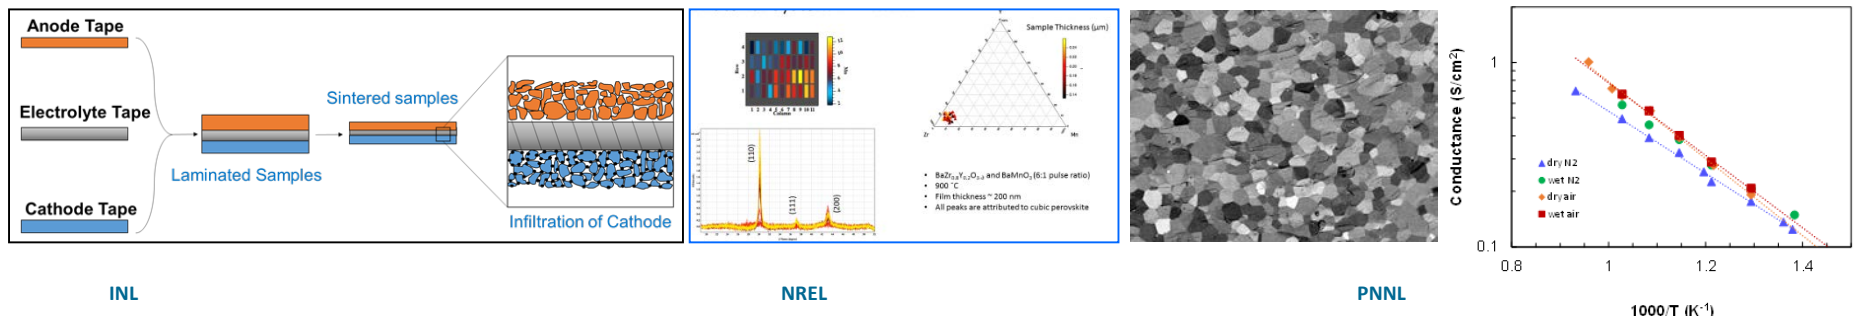 Anode Tape
Electrolyte Tape
Cathode Tape
Laminated Samples
Sintered samples
Infiltration of Cathode
INL
Column
(110)
(111)
(200)
Sample Thickness (µm)
Zr
Mn
• BaZr₀.₈Y₀.₂O₃₋δ and BaMnO₃ (6:1 pulse ratio)
• 900 ˚C
• Film thickness ~ 200 nm
• All peaks are attributed to cubic perovskite
NREL
PNNL
Conductance (S/cm²)
1
0.1
dry N2
wet N2
dry air
wet air
0.8 1 1.2 1.4
1000/T (K⁻¹)